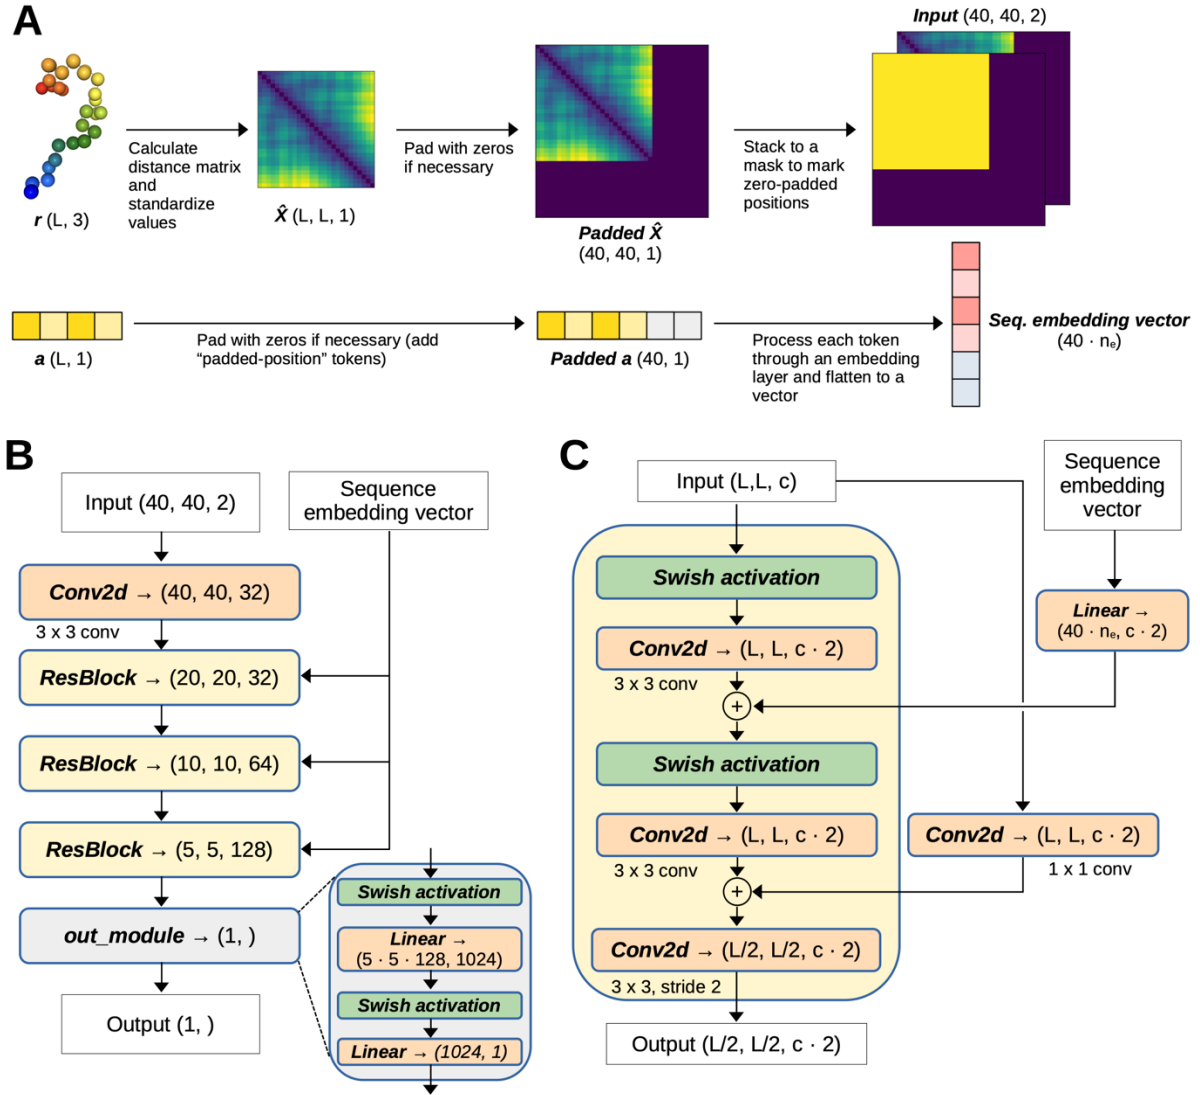 A
Input (40, 40, 2)
Calculate
distance matrix
and
standardize
values
Pad with zeros
if necessary
Stack to a
mask to mark
zero-padded
positions
r (L, 3)
X̂ (L, L, 1)
Padded X̂
(40, 40, 1)
a (L, 1)
Pad with zeros if necessary (add
“padded-position” tokens)
Padded a (40, 1)
Process each token
through an embedding
layer and flatten to a
vector
Seq. embedding vector
(40 · nₑ)
B
Input (40, 40, 2)
Sequence
embedding vector
Conv2d → (40, 40, 32)
3 x 3 conv
ResBlock → (20, 20, 32)
ResBlock → (10, 10, 64)
ResBlock → (5, 5, 128)
out_module → (1, )
Output (1, )
Swish activation
Linear →
(5 · 5 · 128, 1024)
Swish activation
Linear → (1024, 1)
C
Input (L,L, c)
Sequence
embedding
vector
Swish activation
Linear →
(40 · nₑ, c · 2)
Conv2d → (L, L, c · 2)
3 x 3 conv
+
Swish activation
Conv2d → (L, L, c · 2)
3 x 3 conv
Conv2d → (L, L, c · 2)
1 x 1 conv
+
Conv2d → (L/2, L/2, c · 2)
3 x 3, stride 2
Output (L/2, L/2, c · 2)